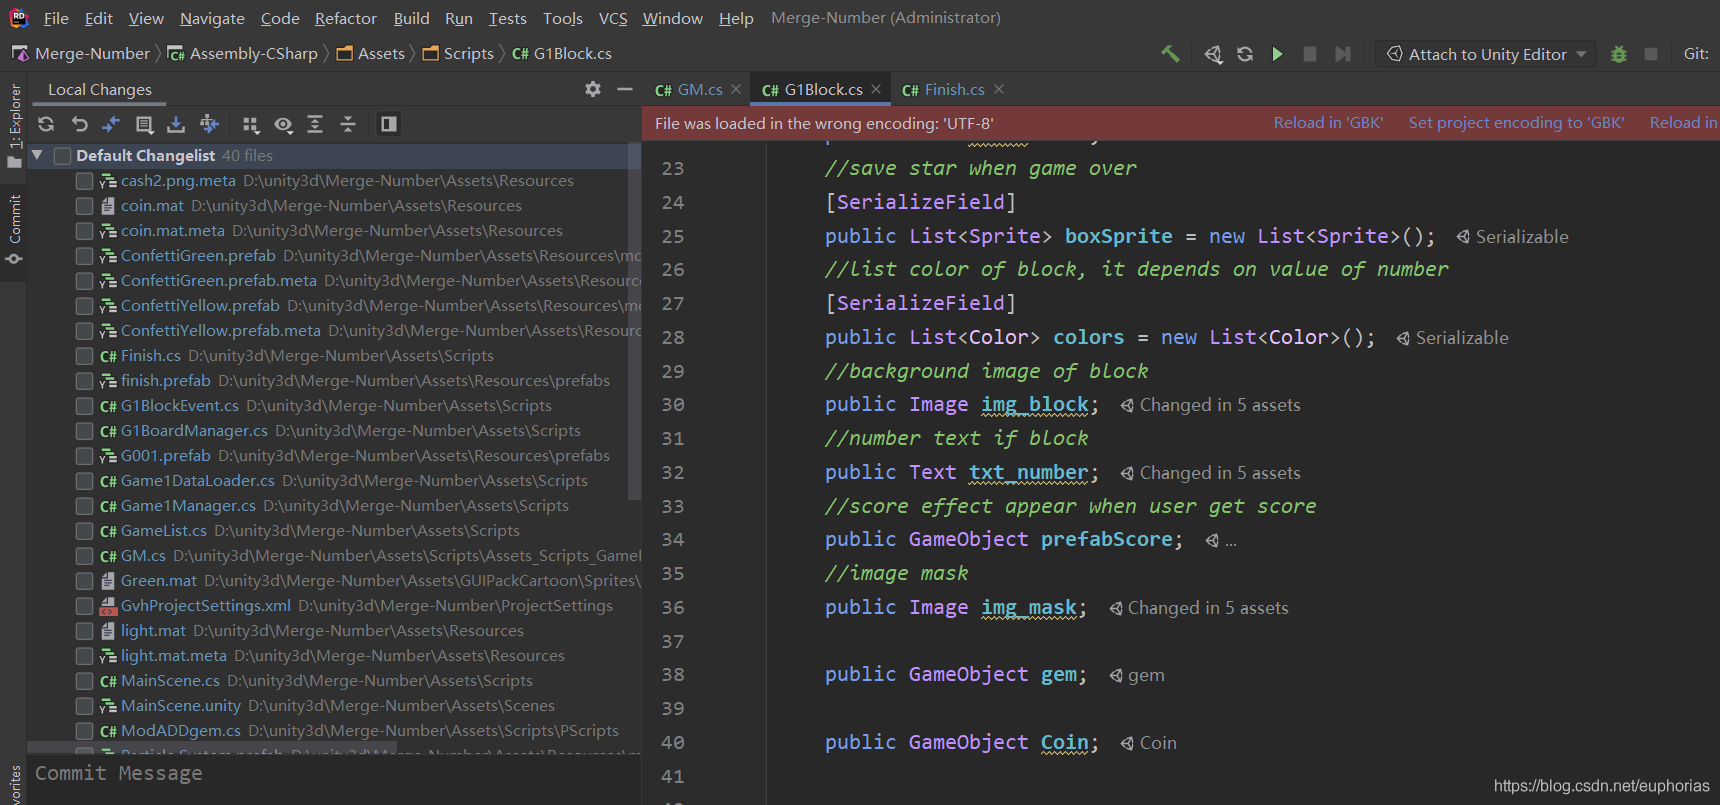 File Edit View Navigate Code Refactor Build Run Tests Tools VCS Window Help Merge-Number (Administrator)
Merge-Number Assembly-CSharp Assets Scripts C# G1Block.cs Attach to Unity Editor Git:
1: Explorer
Commit
Local Changes
Default Changelist 40 files
cash2.png.meta D:\unity3d\Merge-Number\Assets\Resources
coin.mat D:\unity3d\Merge-Number\Assets\Resources
coin.mat.meta D:\unity3d\Merge-Number\Assets\Resources
ConfettiGreen.prefab D:\unity3d\Merge-Number\Assets\Resources\mo
ConfettiGreen.prefab.meta D:\unity3d\Merge-Number\Assets\Resourc
ConfettiYellow.prefab D:\unity3d\Merge-Number\Assets\Resources\mo
ConfettiYellow.prefab.meta D:\unity3d\Merge-Number\Assets\Resourc
C# Finish.cs D:\unity3d\Merge-Number\Assets\Scripts
finish.prefab D:\unity3d\Merge-Number\Assets\Resources\prefabs
C# G1BlockEvent.cs D:\unity3d\Merge-Number\Assets\Scripts
C# G1BoardManager.cs D:\unity3d\Merge-Number\Assets\Scripts
G001.prefab D:\unity3d\Merge-Number\Assets\Resources\prefabs
C# Game1DataLoader.cs D:\unity3d\Merge-Number\Assets\Scripts
C# Game1Manager.cs D:\unity3d\Merge-Number\Assets\Scripts
C# GameList.cs D:\unity3d\Merge-Number\Assets\Scripts
C# GM.cs D:\unity3d\Merge-Number\Assets\Scripts\Assets_Scripts_Game
Green.mat D:\unity3d\Merge-Number\Assets\GUIPackCartoon\Sprites\
GvhProjectSettings.xml D:\unity3d\Merge-Number\ProjectSettings
light.mat D:\unity3d\Merge-Number\Assets\Resources
light.mat.meta D:\unity3d\Merge-Number\Assets\Resources
C# MainScene.cs D:\unity3d\Merge-Number\Assets\Scripts
MainScene.unity D:\unity3d\Merge-Number\Assets\Scenes
C# ModADDgem.cs D:\unity3d\Merge-Number\Assets\Scripts\PScripts
Commit Message
C# GM.cs C# G1Block.cs C# Finish.cs
File was loaded in the wrong encoding: 'UTF-8' Reload in 'GBK' Set project encoding to 'GBK' Reload in
23 //save star when game over
24 [SerializeField]
25 public List<Sprite> boxSprite = new List<Sprite>(); Serializable
26 //list color of block, it depends on value of number
27 [SerializeField]
28 public List<Color> colors = new List<Color>(); Serializable
29 //background image of block
30 public Image img_block; Changed in 5 assets
31 //number text if block
32 public Text txt_number; Changed in 5 assets
33 //score effect appear when user get score
34 public GameObject prefabScore; ...
35 //image mask
36 public Image img_mask; Changed in 5 assets
37
38 public GameObject gem; gem
39
40 public GameObject Coin; Coin
41
https://blog.csdn.net/euphorias